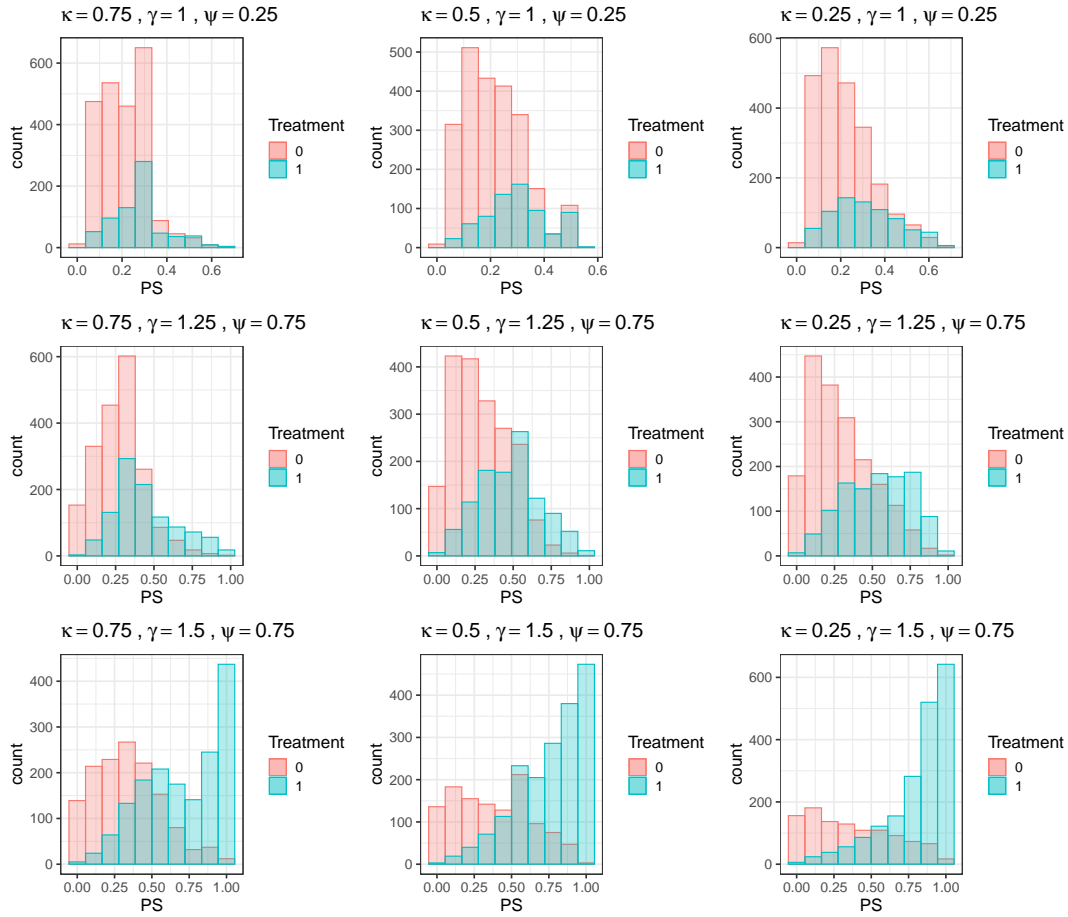 κ = 0.75 , γ = 1 , ψ = 0.25
600
400
200
0
count
0.0 0.2 0.4 0.6
PS
Treatment
0
1
κ = 0.5 , γ = 1 , ψ = 0.25
500
400
300
200
100
0
count
0.0 0.2 0.4 0.6
PS
Treatment
0
1
κ = 0.25 , γ = 1 , ψ = 0.25
600
400
200
0
count
0.0 0.2 0.4 0.6
PS
Treatment
0
1
κ = 0.75 , γ = 1.25 , ψ = 0.75
600
400
200
0
count
0.00 0.25 0.50 0.75 1.00
PS
Treatment
0
1
κ = 0.5 , γ = 1.25 , ψ = 0.75
400
300
200
100
0
count
0.00 0.25 0.50 0.75 1.00
PS
Treatment
0
1
κ = 0.25 , γ = 1.25 , ψ = 0.75
400
300
200
100
0
count
0.00 0.25 0.50 0.75 1.00
PS
Treatment
0
1
κ = 0.75 , γ = 1.5 , ψ = 0.75
400
300
200
100
0
count
0.00 0.25 0.50 0.75 1.00
PS
Treatment
0
1
κ = 0.5 , γ = 1.5 , ψ = 0.75
400
300
200
100
0
count
0.00 0.25 0.50 0.75 1.00
PS
Treatment
0
1
κ = 0.25 , γ = 1.5 , ψ = 0.75
600
400
200
0
count
0.00 0.25 0.50 0.75 1.00
PS
Treatment
0
1